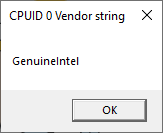 CPUID 0 Vendor string
GenuineIntel
OK